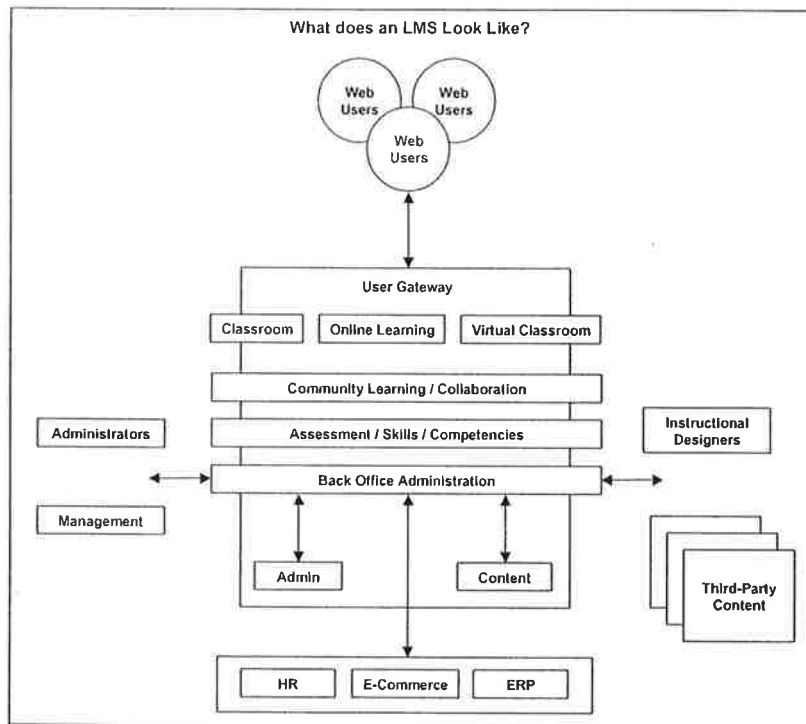 What does an LMS Look Like?
Web
Users
Web
Users
Web
Users
User Gateway
Classroom
Online Learning
Virtual Classroom
Community Learning / Collaboration
Administrators
Assessment / Skills / Competencies
Instructional
Designers
Back Office Administration
Management
Admin
Content
Third-Party
Content
HR
E-Commerce
ERP